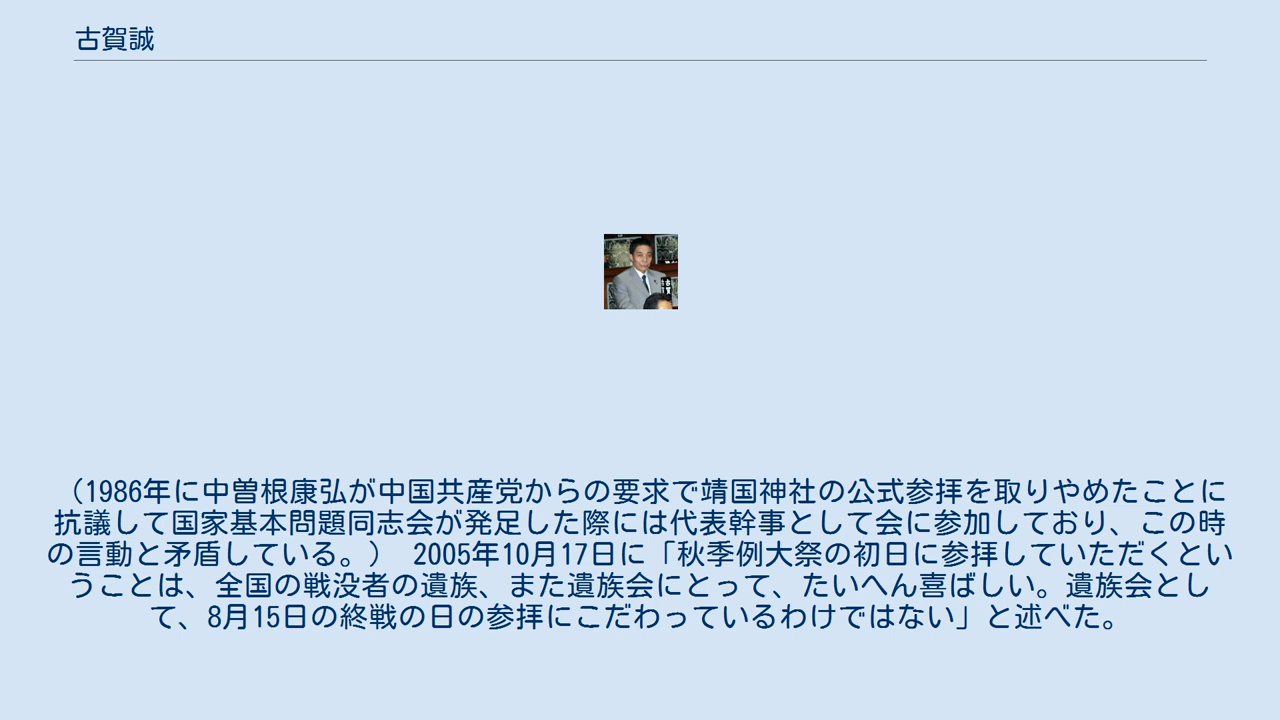 古賀誠
古賀
（1986年に中曽根康弘が中国共産党からの要求で靖国神社の公式参拝を取りやめたことに
抗議して国家基本問題同志会が発足した際には代表幹事として会に参加しており、この時
の言動と矛盾している。） 2005年10月17日に「秋季例大祭の初日に参拝していただくとい
うことは、全国の戦没者の遺族、また遺族会にとって、たいへん喜ばしい。遺族会とし
て、8月15日の終戦の日の参拝にこだわっているわけではない」と述べた。